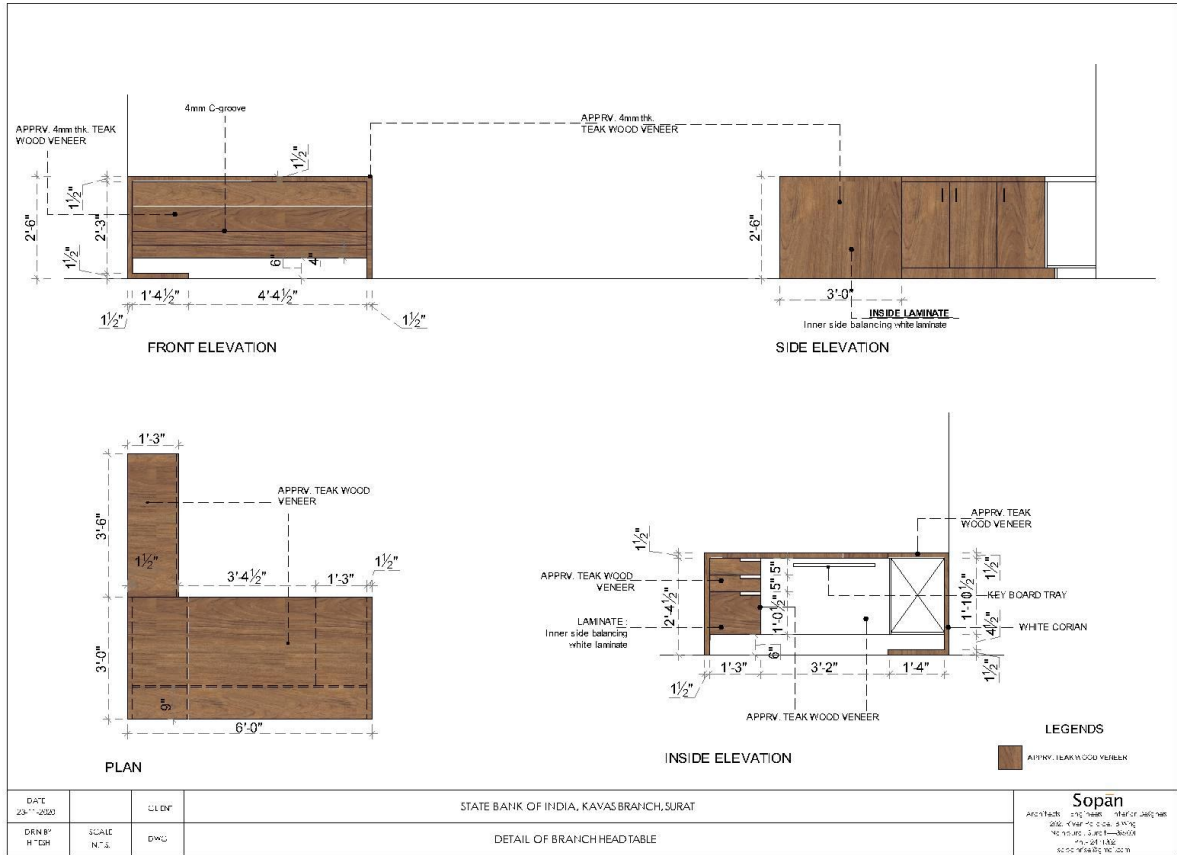 4mm C-groove
APPRV. 4mm thk. TEAK
WOOD VENEER
APPRV. 4mm thk.
TEAK WOOD VENEER
1½"
1½"
2'-6"
2'-3"
1½"
6"
4"
1'-4½"
4'-4½"
1½"
1½"
FRONT ELEVATION
2'-6"
3'-0"
INSIDE LAMINATE
Inner side balancing white laminate
SIDE ELEVATION
1'-3"
APPRV. TEAK WOOD
VENEER
3'-6"
1½"
3'-4½"
1'-3"
1½"
3'-0"
9"
6'-0"
PLAN
APPRV. TEAK
WOOD VENEER
1½"
APPRV. TEAK WOOD
VENEER
2'-4½"
5"
5"
1'-0½"
6"
1½"
1'-10½"
4½"
1½"
KEY BOARD TRAY
WHITE CORIAN
LAMINATE :
Inner side balancing
white laminate
1'-3"
3'-2"
1'-4"
1½"
APPRV. TEAK WOOD VENEER
INSIDE ELEVATION
LEGENDS
APPRV. TEAK WOOD VENEER
DATE
23-11-2020
CLIENT
STATE BANK OF INDIA, KAVAS BRANCH, SURAT
DRN BY
HITESH
SCALE
N.T.S.
DWG
DETAIL OF BRANCH HEAD TABLE
Sopān
Architects Engineers Interior Designers